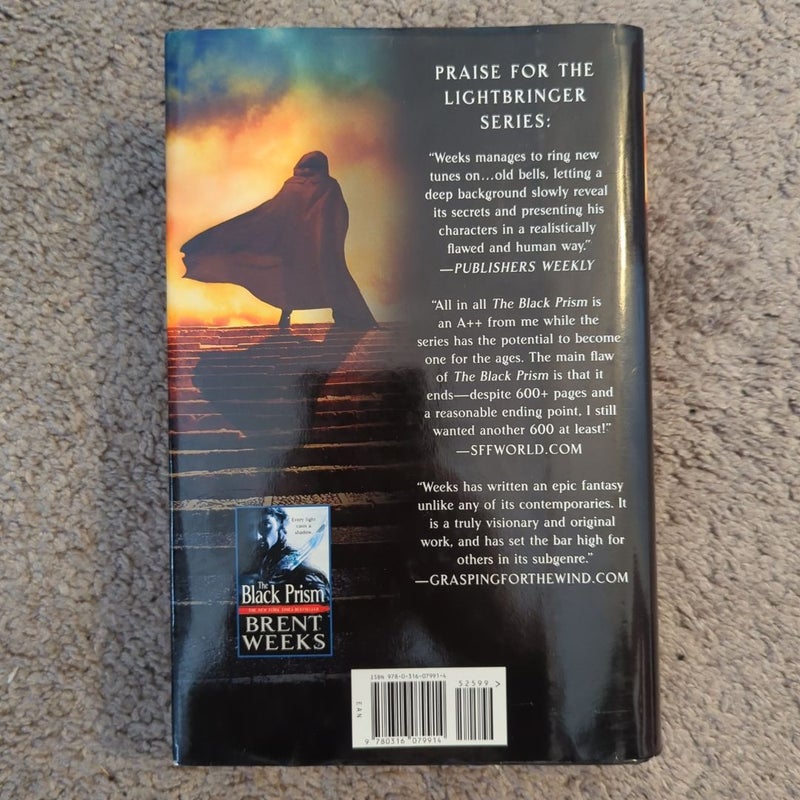 PRAISE FOR THE
LIGHTBRINGER
SERIES:
“Weeks manages to ring new
tunes on...old bells, letting a
deep background slowly reveal
its secrets and presenting his
characters in a realistically
flawed and human way.”
—PUBLISHERS WEEKLY
“All in all The Black Prism is
an A++ from me while the
series has the potential to become
one for the ages. The main flaw
of The Black Prism is that it
ends—despite 600+ pages and
a reasonable ending point, I still
wanted another 600 at least!”
—SFFWORLD.COM
“Weeks has written an epic fantasy
unlike any of its contemporaries. It
is a truly visionary and original
work, and has set the bar high for
others in its subgenre.”
—GRASPINGFORTHEWIND.COM
Every light
casts a
shadow.
The
Black Prism
THE NEW YORK TIMES BESTSELLER
BRENT
WEEKS
ISBN 978-0-316-07991-4
52599 >
EAN
9 780316 079914